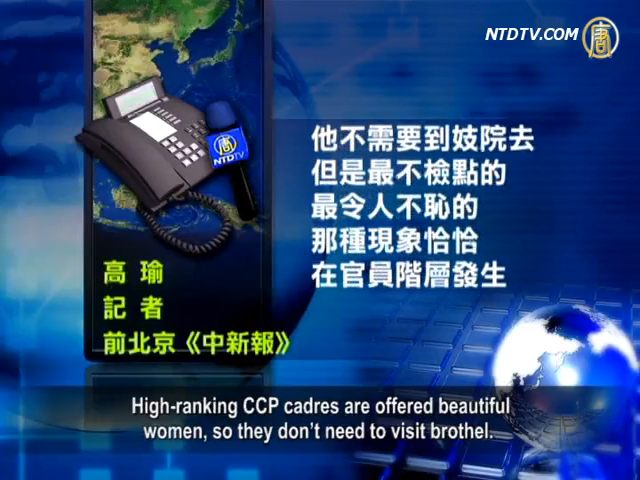 NTDTV.COM
唐
唐
NTDTV
他不需要到妓院去
但是最不檢點的
最令人不恥的
那種現象恰恰
在官員階層發生
高 瑜
記 者
前北京《中新報》
High-ranking CCP cadres are offered beautiful
women, so they don't need to visit brothel.